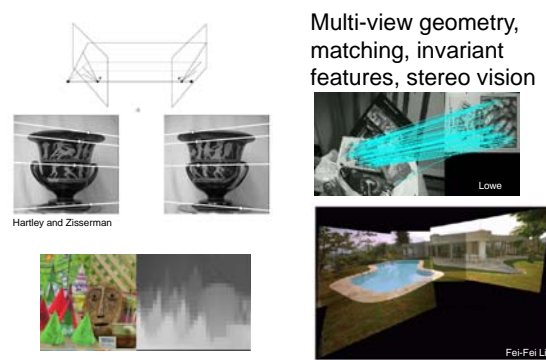 Multi-view geometry,
matching, invariant
features, stereo vision
Lowe
Hartley and Zisserman
Fei-Fei Li